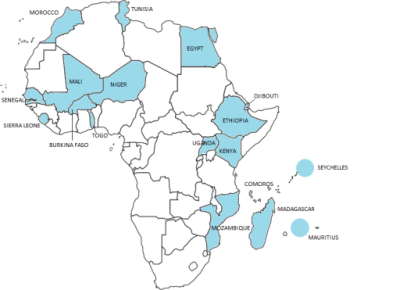 MOROCCO
TUNISIA
EGYPT
MALI
NIGER
SENEGAL
DJIBOUTI
ETHIOPIA
SIERRA LEONE
TOGO
BURKINA FASO
UGANDA
KENYA
SEYCHELLES
COMOROS
MADAGASCAR
MOZAMBIQUE
MAURITIUS